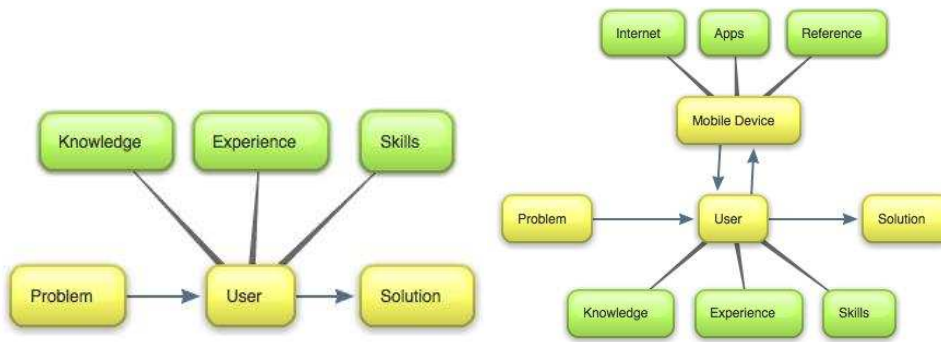 Knowledge
Experience
Skills
Problem
User
Solution
Internet
Apps
Reference
Mobile Device
Problem
User
Solution
Knowledge
Experience
Skills